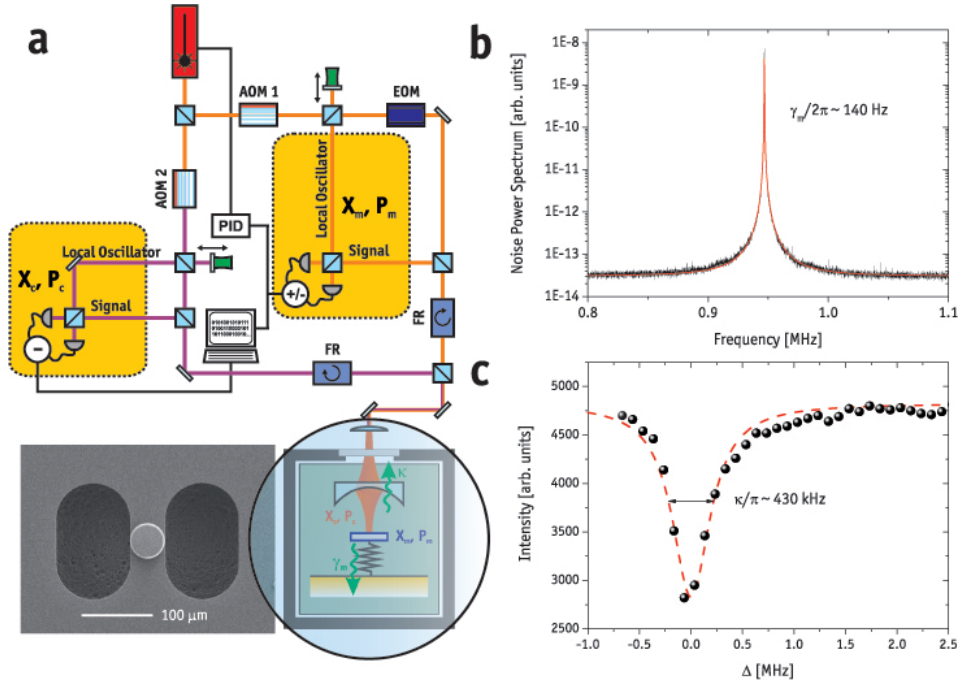 a
AOM 1
EOM
AOM 2
PID
Local Oscillator
Xₘ, Pₘ
Signal
+/-
Local Oscillator
X꜀, P꜀
Signal
-
FR
FR
κ
X꜀, P꜀
Xₘ, Pₘ
γₘ
100 µm
b
Noise Power Spectrum [arb. units]
1E-8
1E-9
1E-10
1E-11
1E-12
1E-13
1E-14
γₘ/2π ~ 140 Hz
0.8
0.9
1.0
1.1
Frequency [MHz]
c
Intensity [arb. units]
5000
4500
4000
3500
3000
2500
κ/π ~ 430 kHz
-1.0
-0.5
0.0
0.5
1.0
1.5
2.0
2.5
Δ [MHz]